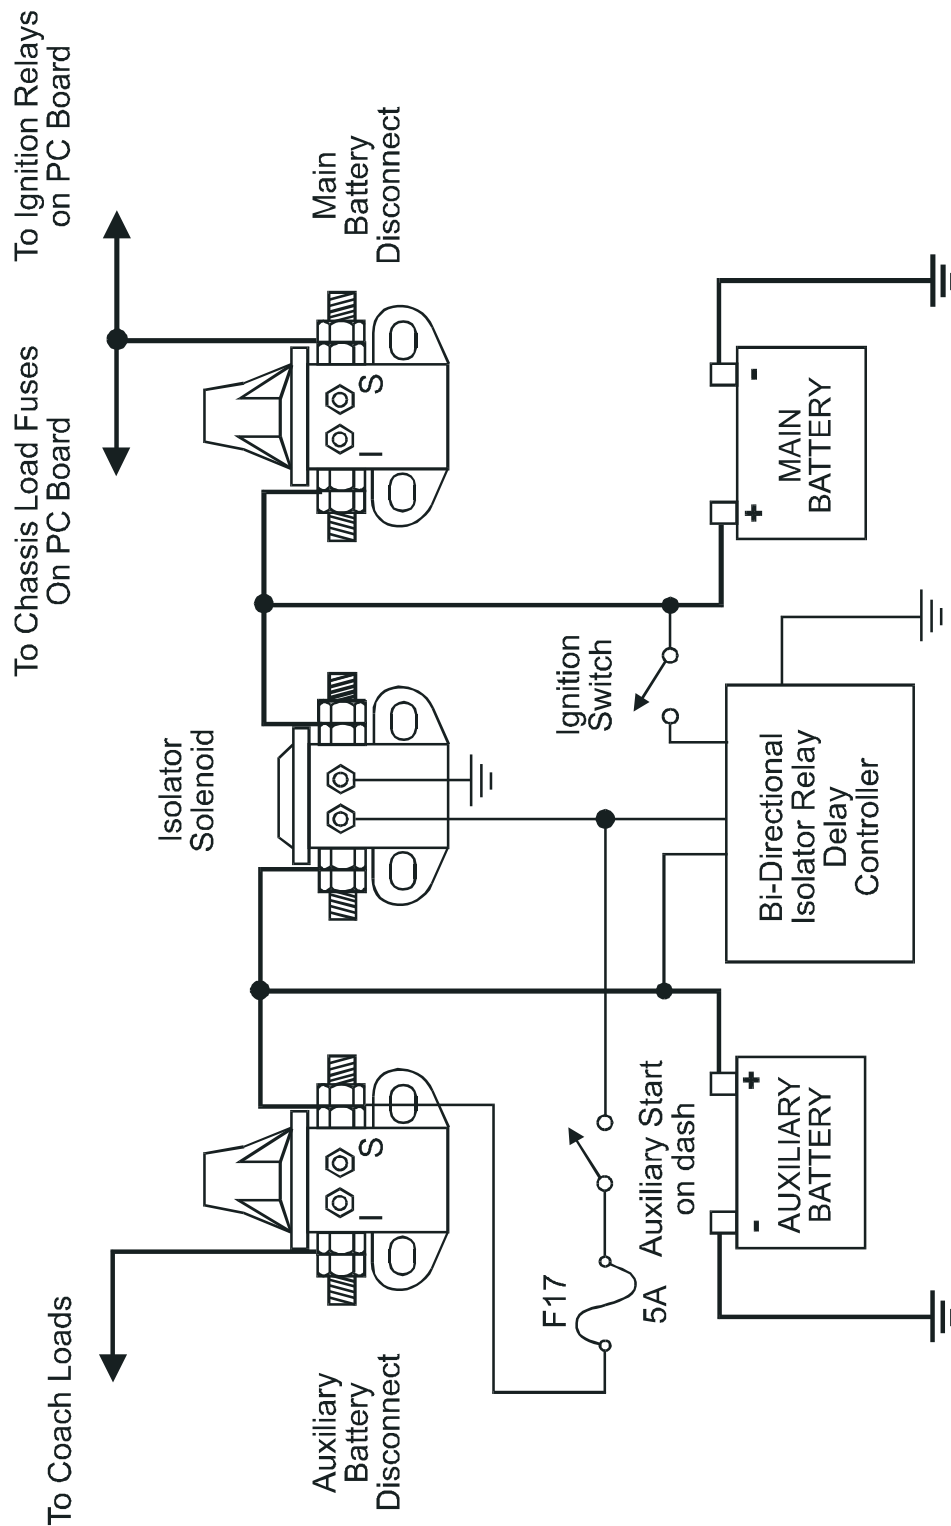 To Coach Loads
To Chassis Load Fuses
On PC Board
To Ignition Relays
on PC Board
Auxiliary
Battery
Disconnect
I
S
Isolator
Solenoid
Main
Battery
Disconnect
I
S
F17
5A
Auxiliary Start
on dash
Ignition
Switch
-
+
AUXILIARY
BATTERY
Bi-Directional
Isolator Relay
Delay
Controller
+
-
MAIN
BATTERY